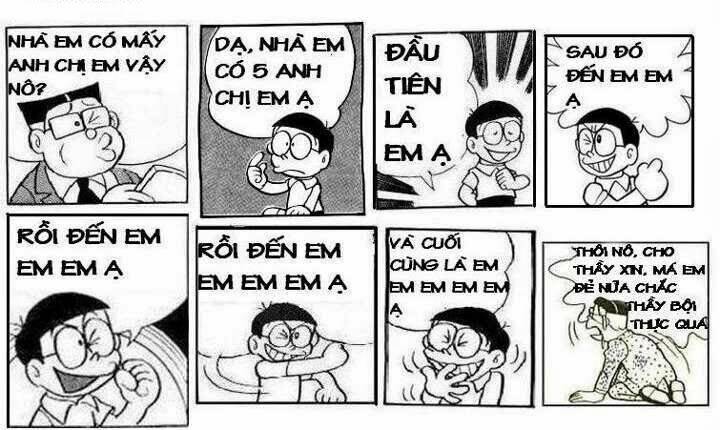 NHÀ EM CÓ MẤY
ANH CHỊ EM VẬY
NÔ?
DẠ, NHÀ EM
CÓ 5 ANH
CHỊ EM Ạ
ĐẦU
TIÊN
LÀ
EM Ạ
SAU ĐÓ
ĐẾN EM EM
Ạ
RỒI ĐẾN EM
EM EM Ạ
RỒI ĐẾN EM
EM EM EM Ạ
VÀ CUỐI
CÙNG LÀ EM
EM EM EM EM
Ạ
THÔI NÔ, CHO
THẦY XIN, MÁ EM
ĐẺ NỮA CHẮC
THẦY BỘI
THỰC QUÁ